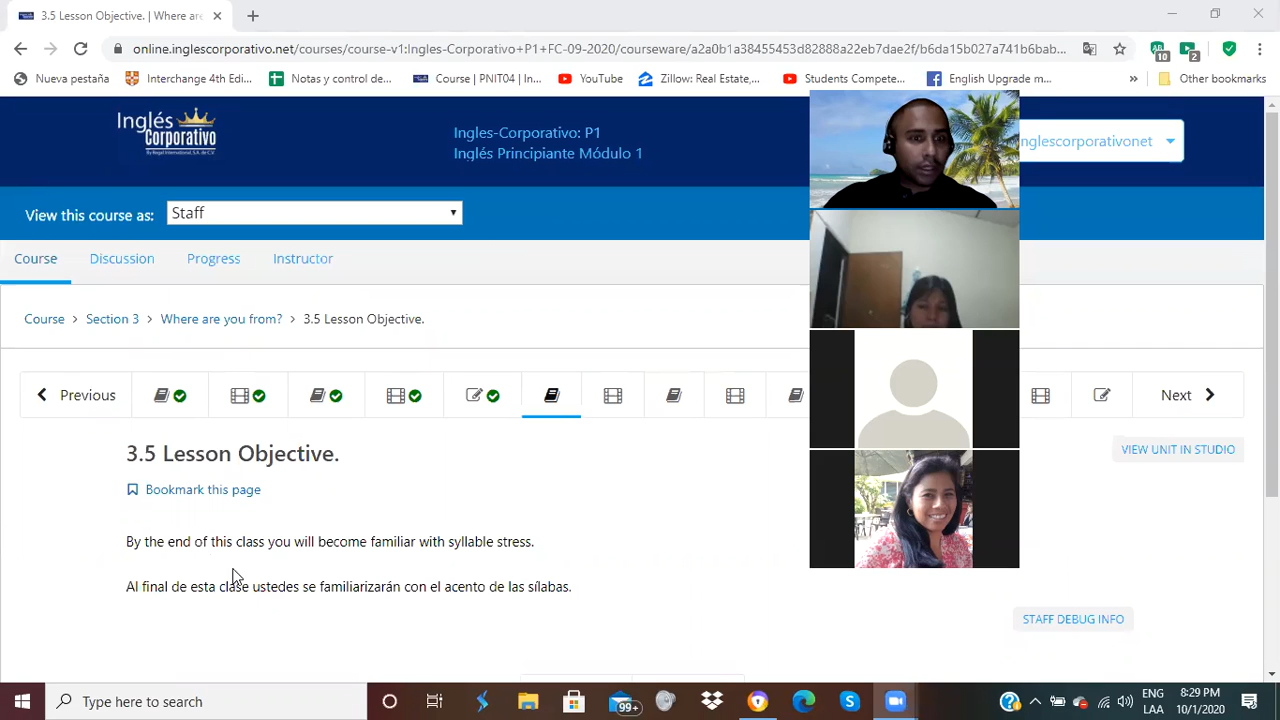 3.5 Lesson Objective. | Where are
online.inglescorporativo.net/courses/course-v1:Ingles-Corporativo+P1+FC-09-2020/courseware/a2a0b1a38455453d82888a22eb7dae2f/b6da15b027a741b6bab...
10
2
Nueva pestaña
Interchange 4th Edi...
Notas y control de...
Course | PNIT04 | In...
YouTube
Zillow: Real Estate,...
Students Compete...
English Upgrade m...
»
Other bookmarks
Inglés
Corporativo
By Regal International, S.A. de C.V.
Ingles-Corporativo: P1
Inglés Principiante Módulo 1
nglescorporativonet
View this course as:
Staff
Course
Discussion
Progress
Instructor
Course > Section 3 > Where are you from? > 3.5 Lesson Objective.
Previous
Next
3.5 Lesson Objective.
VIEW UNIT IN STUDIO
Bookmark this page
By the end of this class you will become familiar with syllable stress.
Al final de esta clase ustedes se familiarizarán con el acento de las sílabas.
STAFF DEBUG INFO
Type here to search
99+
ENG
LAA
8:29 PM
10/1/2020